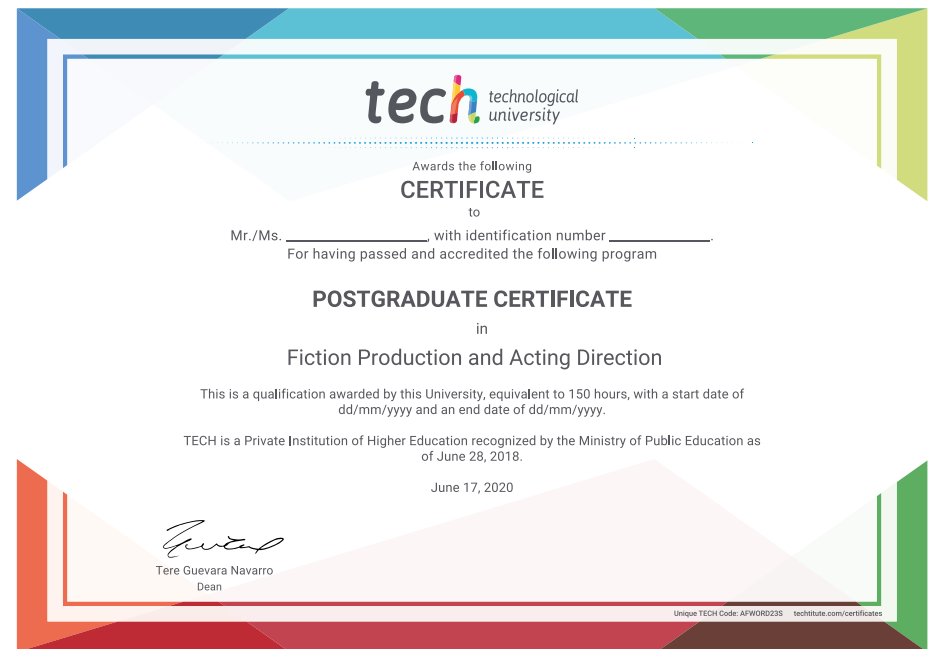 tech technological
university
Awards the following
CERTIFICATE
to
Mr./Ms. _________________, with identification number ____________.
For having passed and accredited the following program
POSTGRADUATE CERTIFICATE
in
Fiction Production and Acting Direction
This is a qualification awarded by this University, equivalent to 150 hours, with a start date of
dd/mm/yyyy and an end date of dd/mm/yyyy.
TECH is a Private Institution of Higher Education recognized by the Ministry of Public Education as
of June 28, 2018.
June 17, 2020
Tere Guevara Navarro
Dean
Unique TECH Code: AFWORD23S techtitute.com/certificates